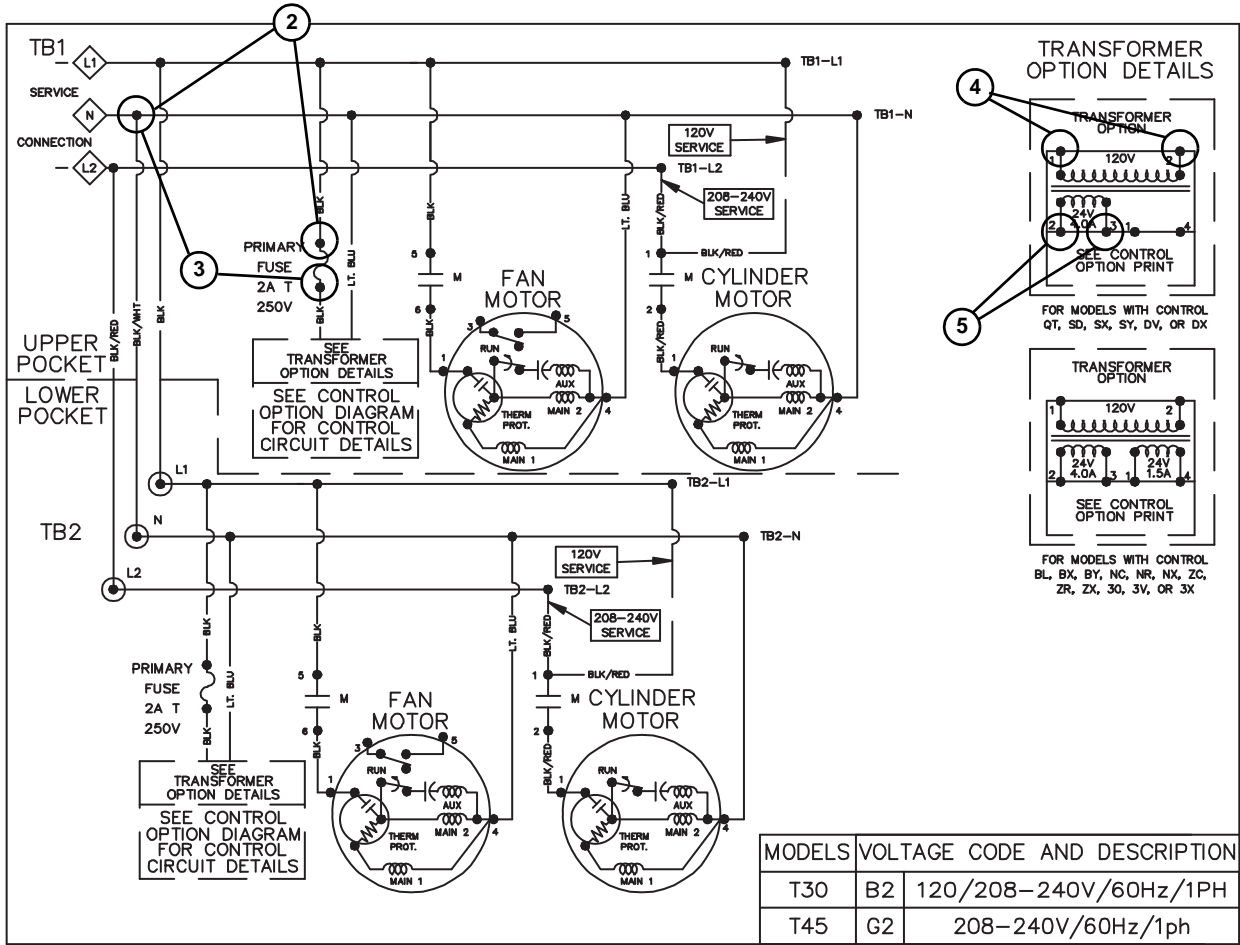 2
TB1
L1
TB1-L1
SERVICE
N
TB1-N
CONNECTION
L2
TB1-L2
120V
SERVICE
208-240V
SERVICE
BLK
LT. BLU
BLK
BLK/RED
LT. BLU
3
PRIMARY
FUSE
2A T
250V
BLK
BLK/RED
BLK/WHT
BLK
5
M
6
BLK
1
BLK/RED
M
2
BLK/RED
FAN
MOTOR
CYLINDER
MOTOR
UPPER
POCKET
LOWER
POCKET
SEE
TRANSFORMER
OPTION DETAILS
SEE CONTROL
OPTION DIAGRAM
FOR CONTROL
CIRCUIT DETAILS
3
5
RUN
1
AUX
MAIN 2
4
THERM
PROT.
MAIN 1
RUN
1
AUX
MAIN 2
4
THERM
PROT.
MAIN 1
L1
TB2-L1
TB2
N
TB2-N
L2
TB2-L2
120V
SERVICE
208-240V
SERVICE
BLK
LT. BLU
BLK
LT. BLU
BLK/RED
PRIMARY
FUSE
2A T
250V
BLK
5
M
6
BLK
1
BLK/RED
M
2
BLK/RED
FAN
MOTOR
CYLINDER
MOTOR
SEE
TRANSFORMER
OPTION DETAILS
SEE CONTROL
OPTION DIAGRAM
FOR CONTROL
CIRCUIT DETAILS
3
5
RUN
1
AUX
MAIN 2
4
THERM
PROT.
MAIN 1
RUN
1
AUX
MAIN 2
4
THERM
PROT.
MAIN 1
TRANSFORMER
OPTION DETAILS
4
TRANSFORMER
OPTION
1 120V 2
24V
4.0A
2 3 1 4
SEE CONTROL
OPTION PRINT
5
FOR MODELS WITH CONTROL
QT, SD, SX, SY, DV, OR DX
TRANSFORMER
OPTION
1 120V 2
24V 24V
2 4.0A 3 1 1.5A 4
SEE CONTROL
OPTION PRINT
FOR MODELS WITH CONTROL
BL, BX, BY, NC, NR, NX, ZC,
ZR, ZX, 30, 3V, OR 3X
MODELS VOLTAGE CODE AND DESCRIPTION
T30 B2 120/208-240V/60Hz/1PH
T45 G2 208-240V/60Hz/1ph